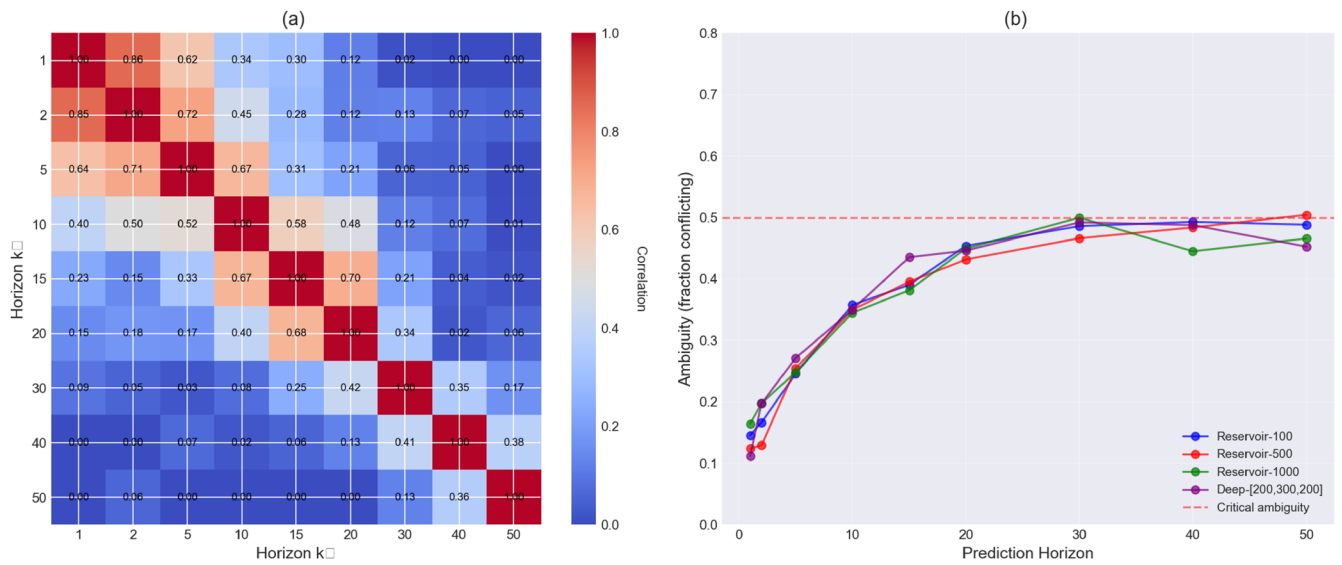 (a)
1 1.00 0.86 0.62 0.34 0.30 0.12 0.02 0.00 0.00
2 0.85 1.00 0.72 0.45 0.28 0.12 0.13 0.07 0.05
5 0.64 0.71 1.00 0.67 0.31 0.21 0.06 0.05 0.00
10 0.40 0.50 0.52 1.00 0.58 0.48 0.12 0.07 0.01
15 0.23 0.15 0.33 0.67 1.00 0.70 0.21 0.04 0.02
20 0.15 0.18 0.17 0.40 0.68 1.00 0.34 0.02 0.06
30 0.09 0.05 0.03 0.08 0.25 0.42 1.00 0.35 0.17
40 0.00 0.00 0.07 0.02 0.06 0.13 0.41 1.00 0.38
50 0.00 0.06 0.00 0.00 0.00 0.00 0.13 0.36 1.00
1 2 5 10 15 20 30 40 50
Horizon k□
Horizon k□
1.0
0.8
0.6
0.4
0.2
0.0
Correlation
(b)
0.8
0.7
0.6
0.5
0.4
0.3
0.2
0.1
0.0
Ambiguity (fraction conflicting)
0 10 20 30 40 50
Prediction Horizon
Reservoir-100
Reservoir-500
Reservoir-1000
Deep-[200,300,200]
Critical ambiguity